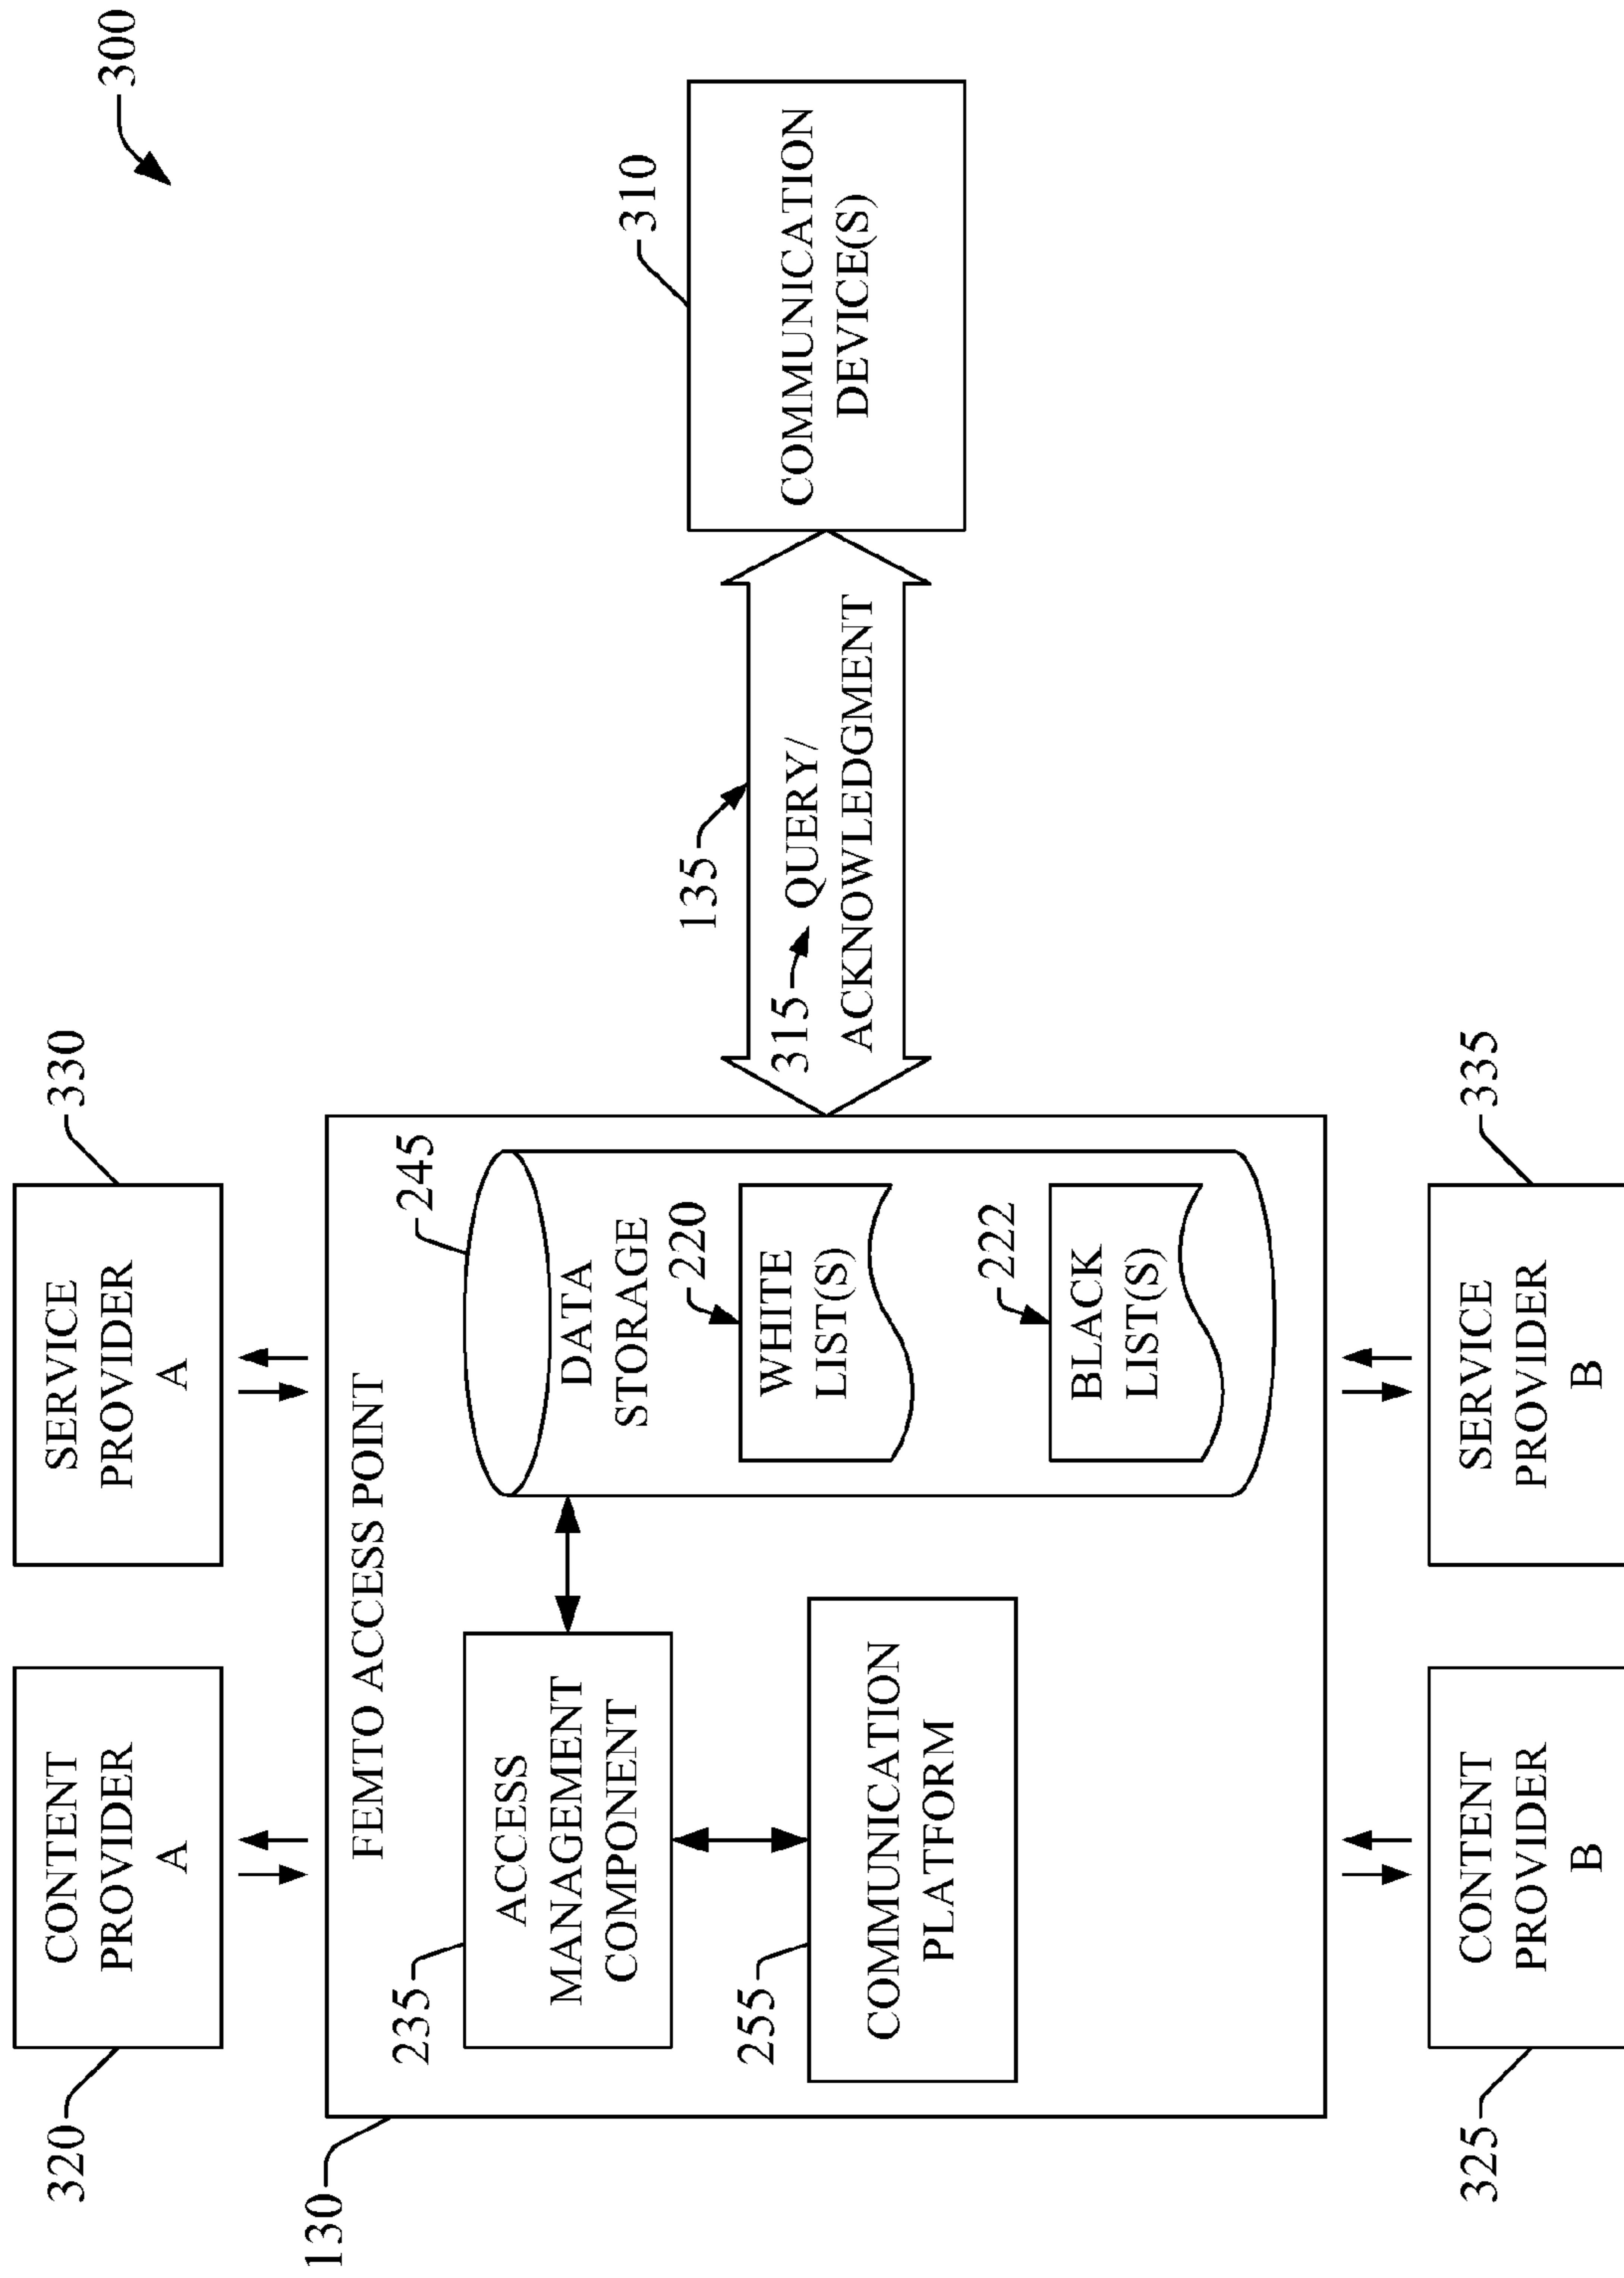 300
320
CONTENT
PROVIDER
A
SERVICE
PROVIDER
A
330
130
FEMTO ACCESS POINT
235
ACCESS
MANAGEMENT
COMPONENT
245
DATA
STORAGE
220
WHITE
LIST(S)
222
BLACK
LIST(S)
255
COMMUNICATION
PLATFORM
135
315
QUERY/
ACKNOWLEDGMENT
310
COMMUNICATION
DEVICE(S)
325
CONTENT
PROVIDER
B
SERVICE
PROVIDER
B
335